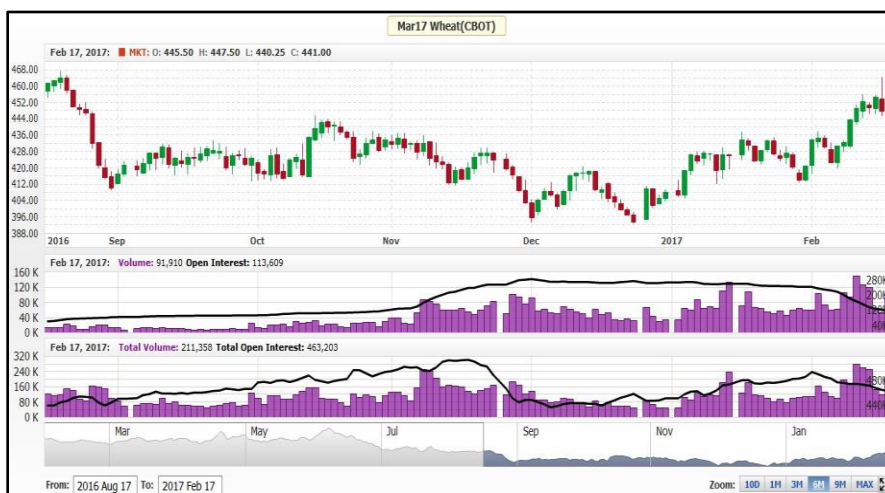 Mar17 Wheat(CBOT)
Feb 17, 2017: MKT: O: 445.50 H: 447.50 L: 440.25 C: 441.00
468.00
460.00
452.00
444.00
436.00
428.00
420.00
412.00
404.00
396.00
388.00
2016 Sep Oct Nov Dec 2017 Feb
Feb 17, 2017: Volume: 91,910 Open Interest: 113,609
160 K
120 K 280K
80 K 200K
40 K 120K
0 K 40K
Feb 17, 2017: Total Volume: 211,358 Total Open Interest: 463,203
320 K
240 K
160 K 480K
80 K 440K
0 K
Mar May Jul Sep Nov Jan
From: 2016 Aug 17 To: 2017 Feb 17 Zoom: 10D 1M 3M 6M 9M MAX